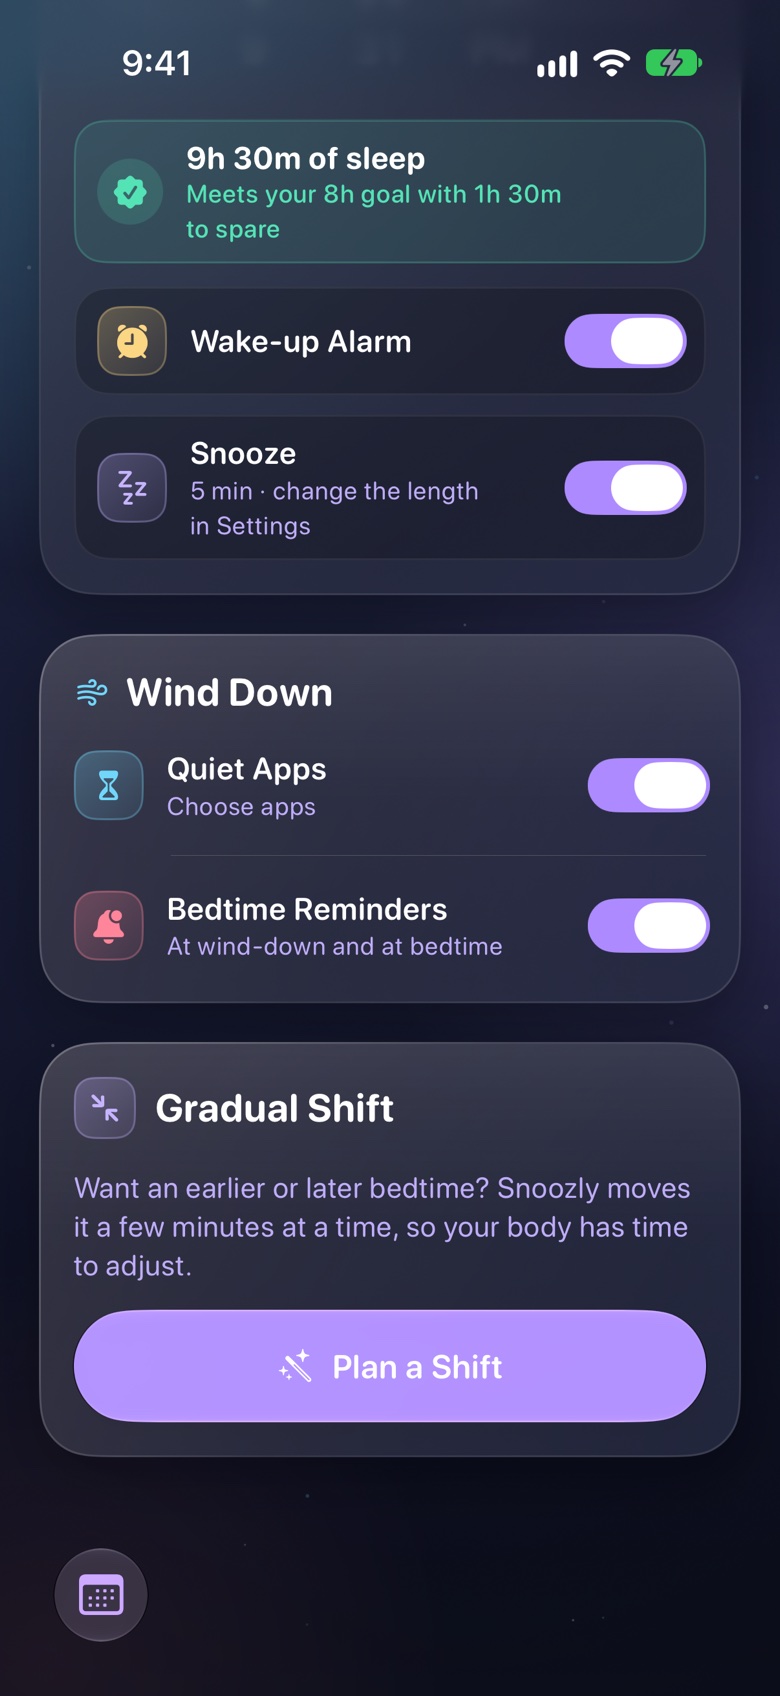 9:41
9h 30m of sleep
Meets your 8h goal with 1h 30m
to spare
Wake-up Alarm
Snooze
5 min · change the length
in Settings
Wind Down
Quiet Apps
Choose apps
Bedtime Reminders
At wind-down and at bedtime
Gradual Shift
Want an earlier or later bedtime? Snoozly moves
it a few minutes at a time, so your body has time
to adjust.
Plan a Shift